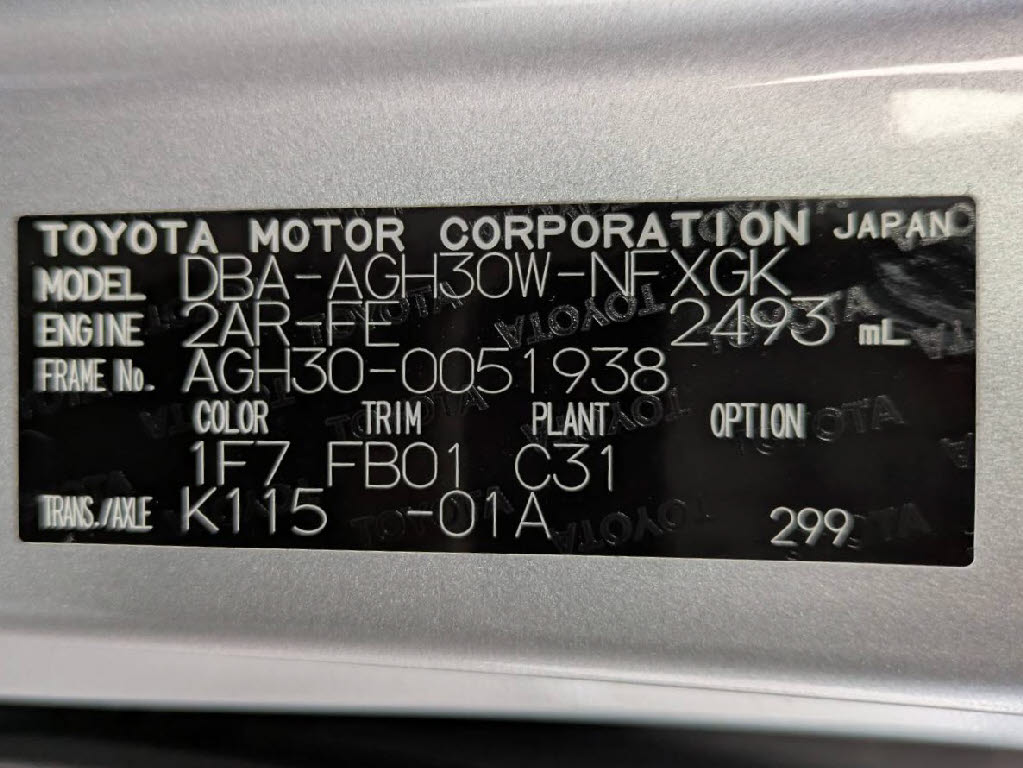 TOYOTA MOTOR CORPORATION JAPAN
MODEL DBA-AGH30W-NFXGK
ENGINE 2AR-FE 2493 mL
FRAME No. AGH30-0051938
COLOR TRIM PLANT OPTION
1F7 FB01 C31
TRANS./AXLE K115 -01A 299